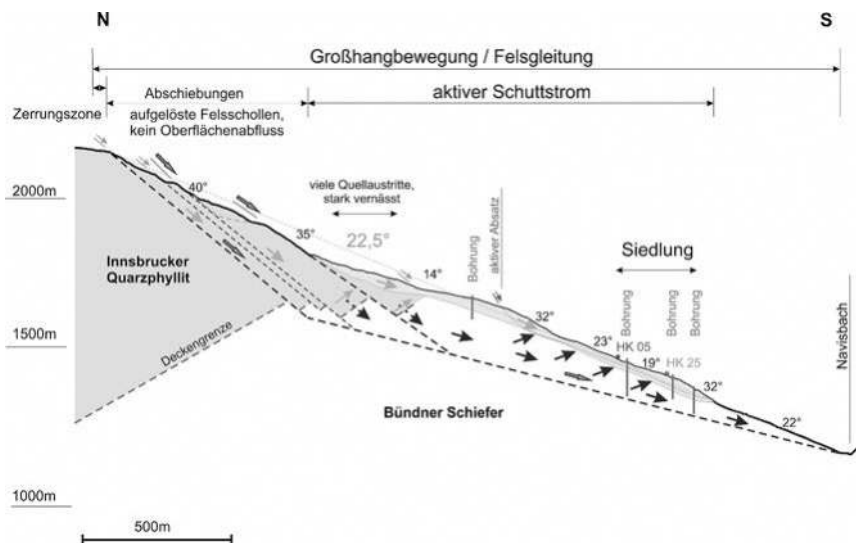 N
S
Großhangbewegung / Felsgleitung
Abschiebungen
aktiver Schuttstrom
Zerrungszone
aufgelöste Felsschollen,
kein Oberflächenabfluss
viele Quellaustritte,
stark vernässt
2000m
40°
35°
22,5°
14°
Bohrung
aktiver Absatz
Siedlung
Innsbrucker
Quarzphyllit
32°
Bohrung
Bohrung
Bohrung
Navisbach
1500m
Deckengrenze
23°
HK 05
19°
HK 25
32°
Bündner Schiefer
22°
1000m
500m